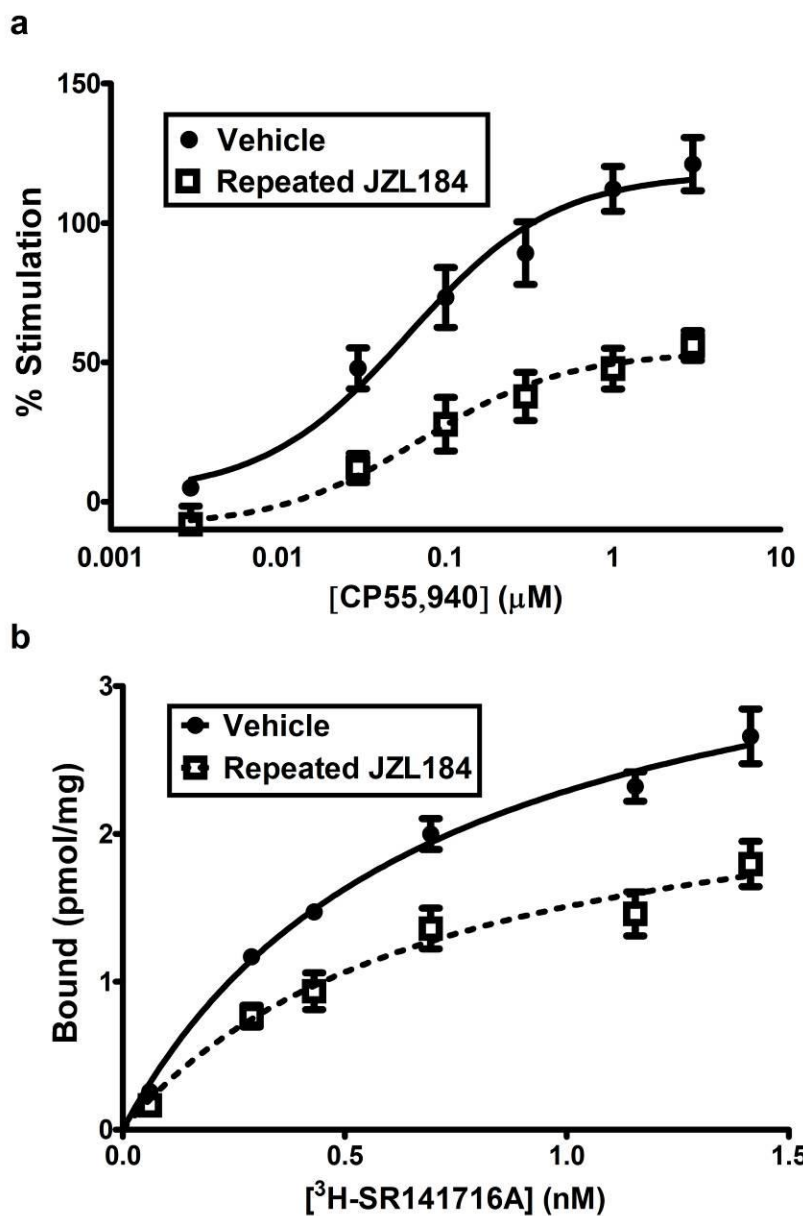 a
150
100
50
0
% Stimulation
Vehicle
Repeated JZL184
0.001
0.01
0.1
1
10
[CP55,940] (μM)
b
3
2
1
0
Bound (pmol/mg)
Vehicle
Repeated JZL184
0.0
0.5
1.0
1.5
[³H-SR141716A] (nM)